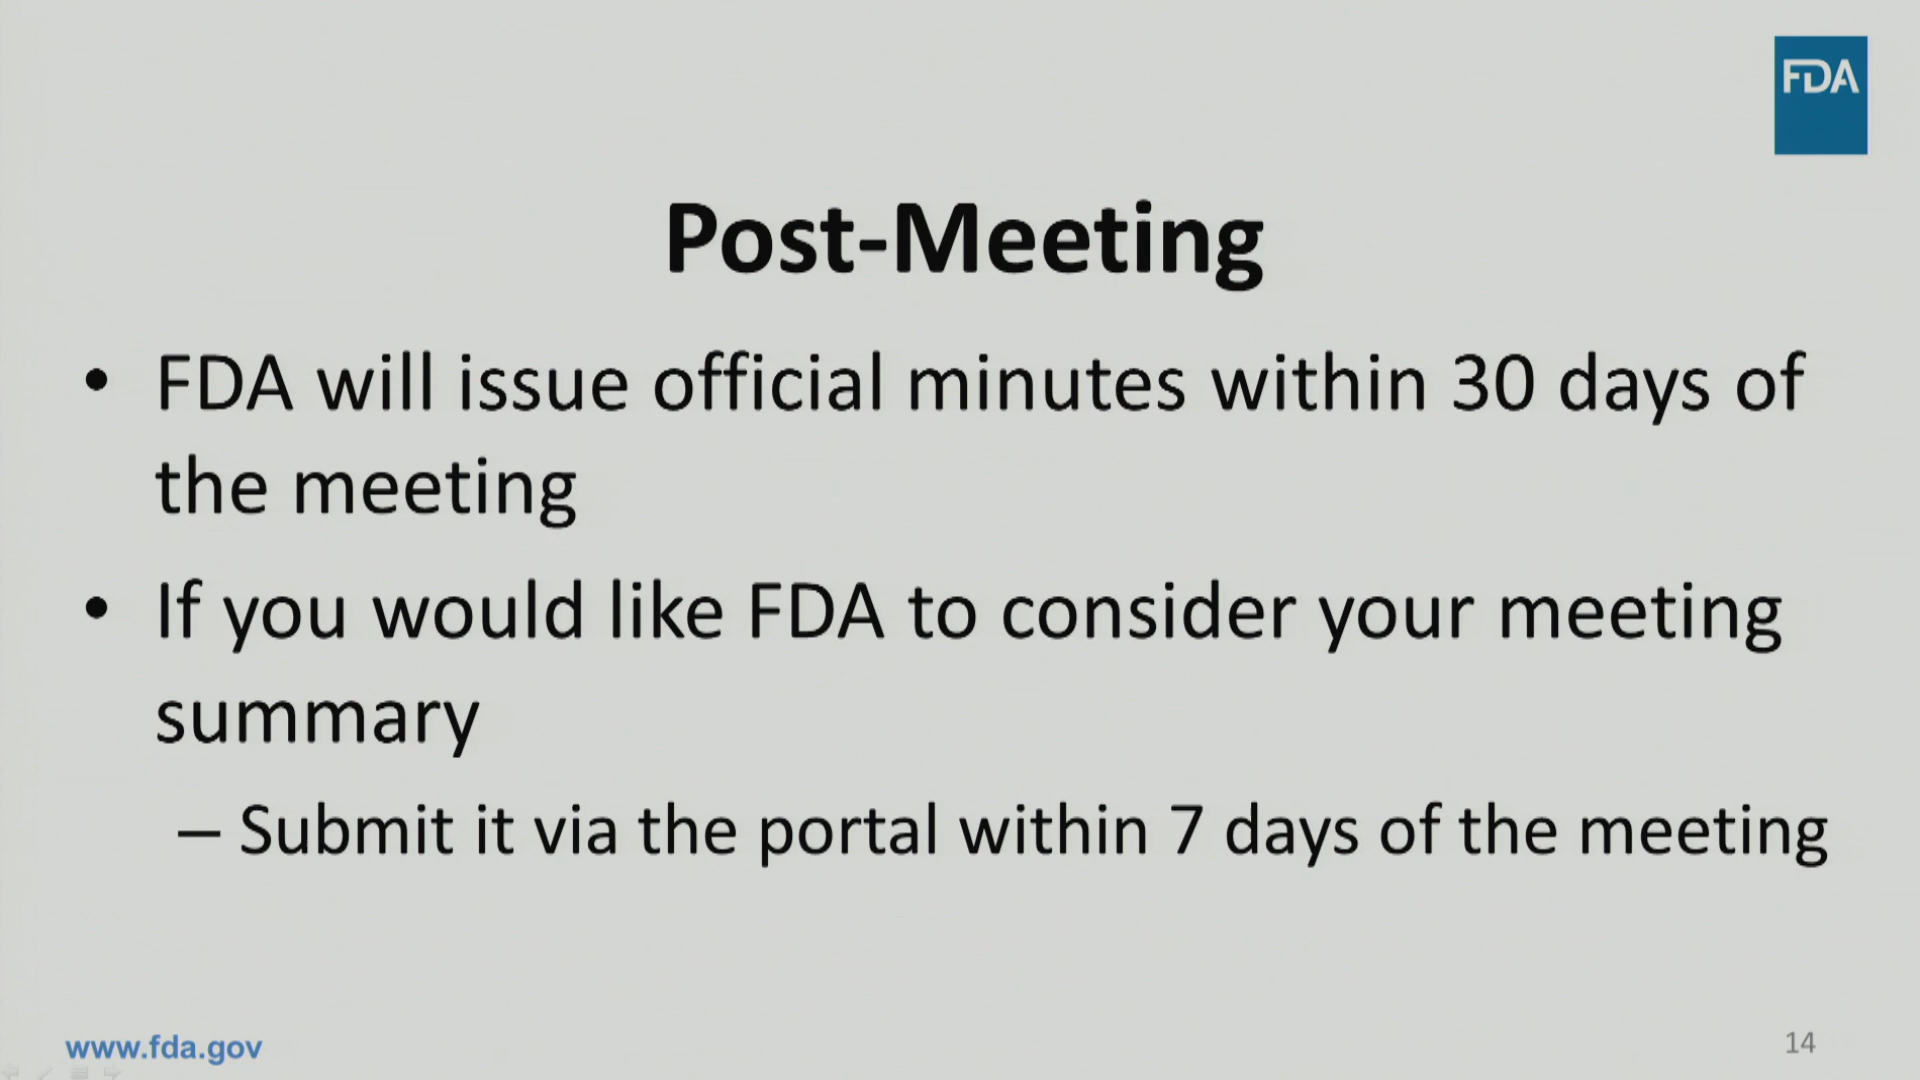 FDA
Post-Meeting
• FDA will issue official minutes within 30 days of
the meeting
• If you would like FDA to consider your meeting
summary
– Submit it via the portal within 7 days of the meeting
www.fda.gov
14